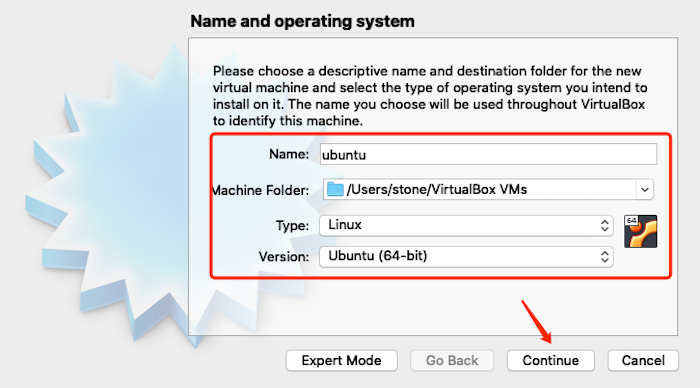 Name and operating system
Please choose a descriptive name and destination folder for the new
virtual machine and select the type of operating system you intend to
install on it. The name you choose will be used throughout VirtualBox
to identify this machine.
Name: ubuntu
Machine Folder: /Users/stone/VirtualBox VMs
Type: Linux
64
Version: Ubuntu (64-bit)
Expert Mode Go Back Continue Cancel